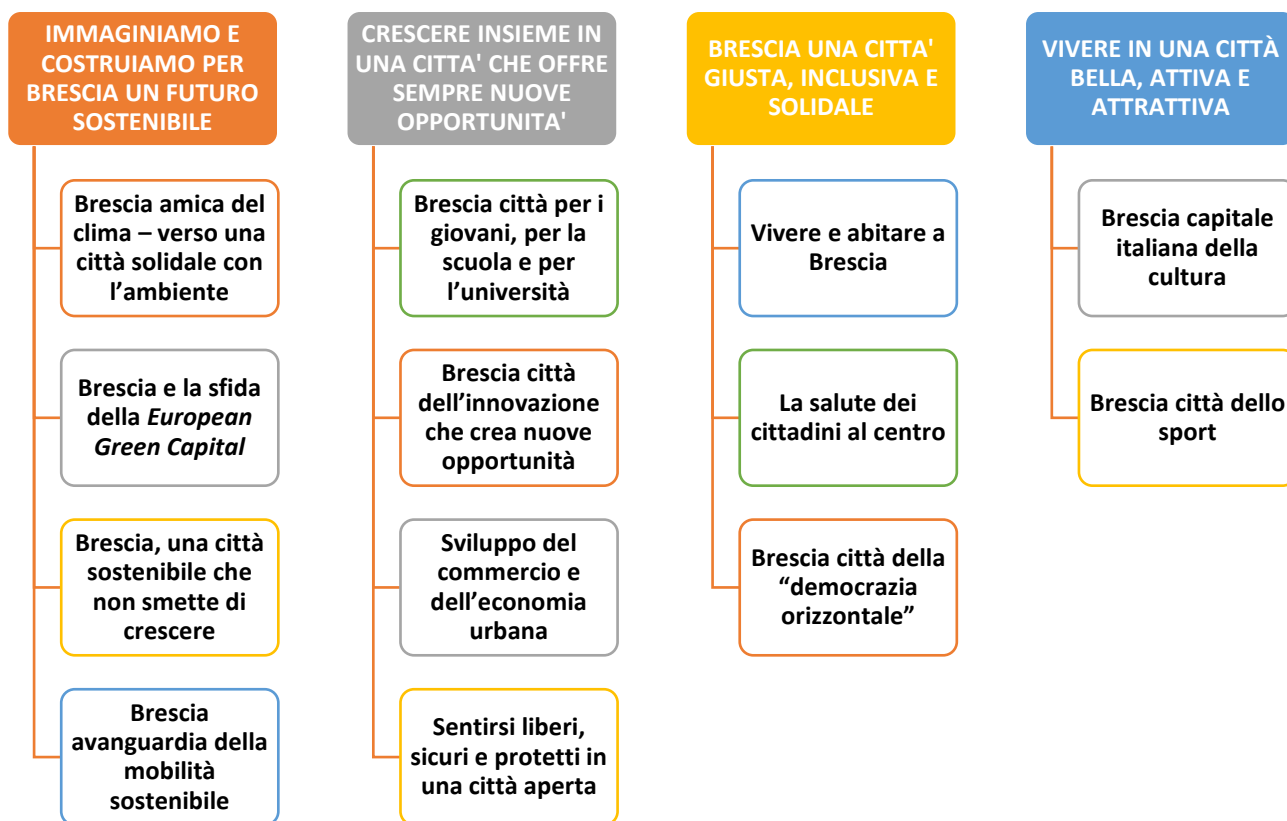 IMMAGINIAMO E
COSTRUIAMO PER
BRESCIA UN FUTURO
SOSTENIBILE
Brescia amica del
clima – verso una
città solidale con
l’ambiente
Brescia e la sfida
della European
Green Capital
Brescia, una città
sostenibile che
non smette di
crescere
Brescia
avanguardia della
mobilità
sostenibile
CRESCERE INSIEME IN
UNA CITTA' CHE OFFRE
SEMPRE NUOVE
OPPORTUNITA'
Brescia città per i
giovani, per la
scuola e per
l’università
Brescia città
dell’innovazione
che crea nuove
opportunità
Sviluppo del
commercio e
dell’economia
urbana
Sentirsi liberi,
sicuri e protetti in
una città aperta
BRESCIA UNA CITTA'
GIUSTA, INCLUSIVA E
SOLIDALE
Vivere e abitare a
Brescia
La salute dei
cittadini al centro
Brescia città della
“democrazia
orizzontale”
VIVERE IN UNA CITTÀ
BELLA, ATTIVA E
ATTRATTIVA
Brescia capitale
italiana della
cultura
Brescia città dello
sport